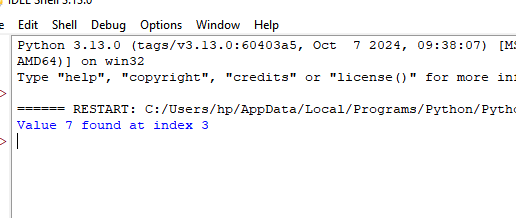 IDLE Shell 3.13.0
Edit Shell Debug Options Window Help
Python 3.13.0 (tags/v3.13.0:60403a5, Oct 7 2024, 09:38:07) [MS
AMD64)] on win32
Type "help", "copyright", "credits" or "license()" for more in
>
====== RESTART: C:/Users/hp/AppData/Local/Programs/Python/Pytho
Value 7 found at index 3
>